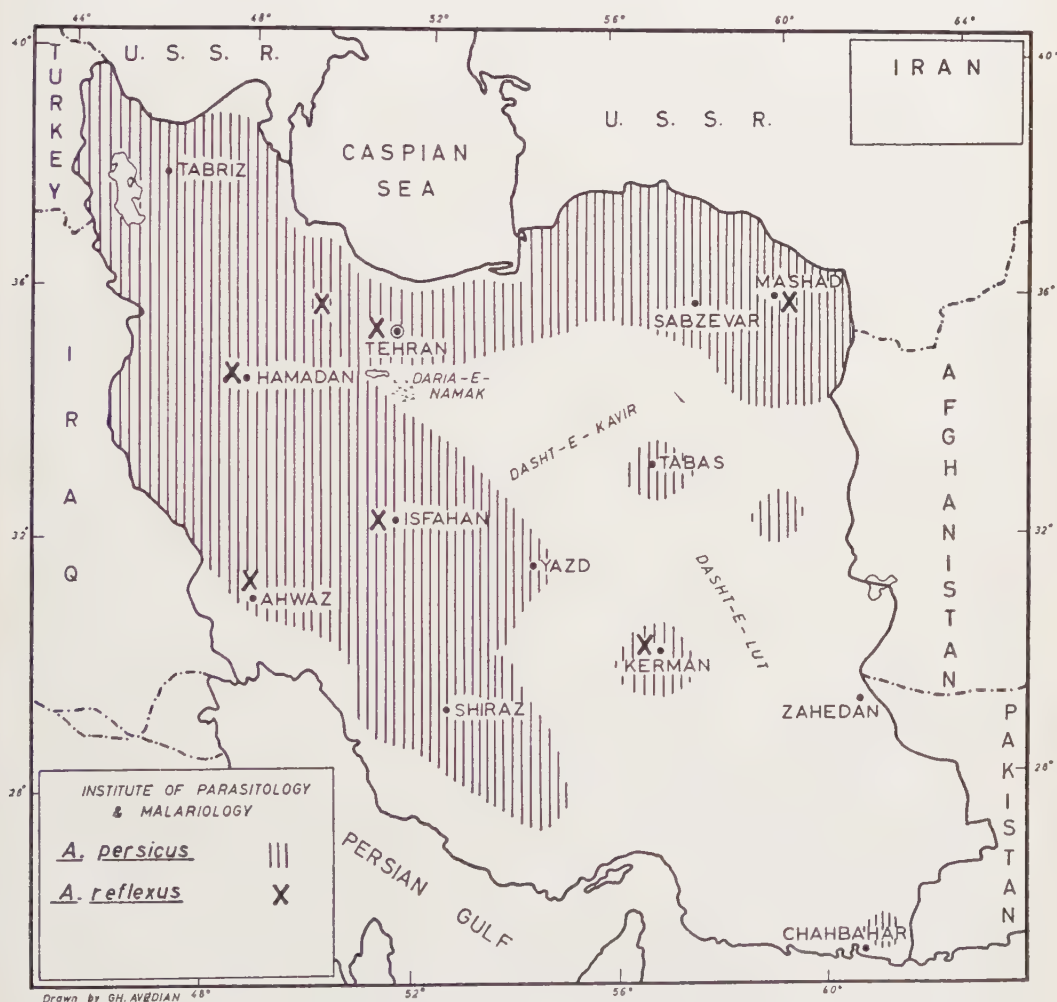 48° 52° 56° 60° 64°
40° 40°
TURKEY
U. S. S. R.
IRAN
U. S. S. R.
CASPIAN
SEA
TABRIZ
36° 36°
MASHAD
SABZEVAR
TEHRAN
HAMADAN
DARIA-E-
NAMAK
IRAQ
AFGHANISTAN
DASHT-E-KAVIR
TABAS
32° 32°
ISFAHAN
YAZD
AHWAZ
DASHT-E-LUT
KERMAN
SHIRAZ
ZAHEDAN
PAKISTAN
28° 28°
INSTITUTE OF PARASITOLOGY
& MALARIOLOGY
A. persicus
A. reflexus X
PERSIAN
GULF
CHAHBAHAR
48° 52° 56° 60°
Drawn by GH. AVEDIAN